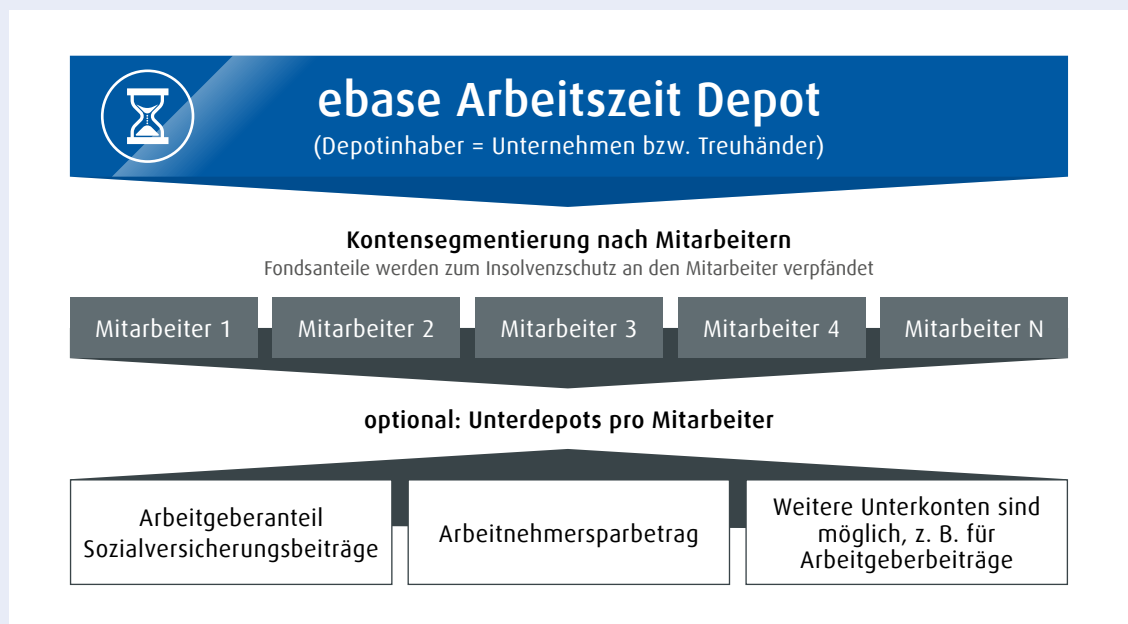 ebase Arbeitszeit Depot
(Depotinhaber = Unternehmen bzw. Treuhänder)
Kontensegmentierung nach Mitarbeitern
Fondsanteile werden zum Insolvenzschutz an den Mitarbeiter verpfändet
Mitarbeiter 1
Mitarbeiter 2
Mitarbeiter 3
Mitarbeiter 4
Mitarbeiter N
optional: Unterdepots pro Mitarbeiter
Arbeitgeberanteil
Sozialversicherungsbeiträge
Arbeitnehmersparbetrag
Weitere Unterkonten sind
möglich, z. B. für
Arbeitgeberbeiträge